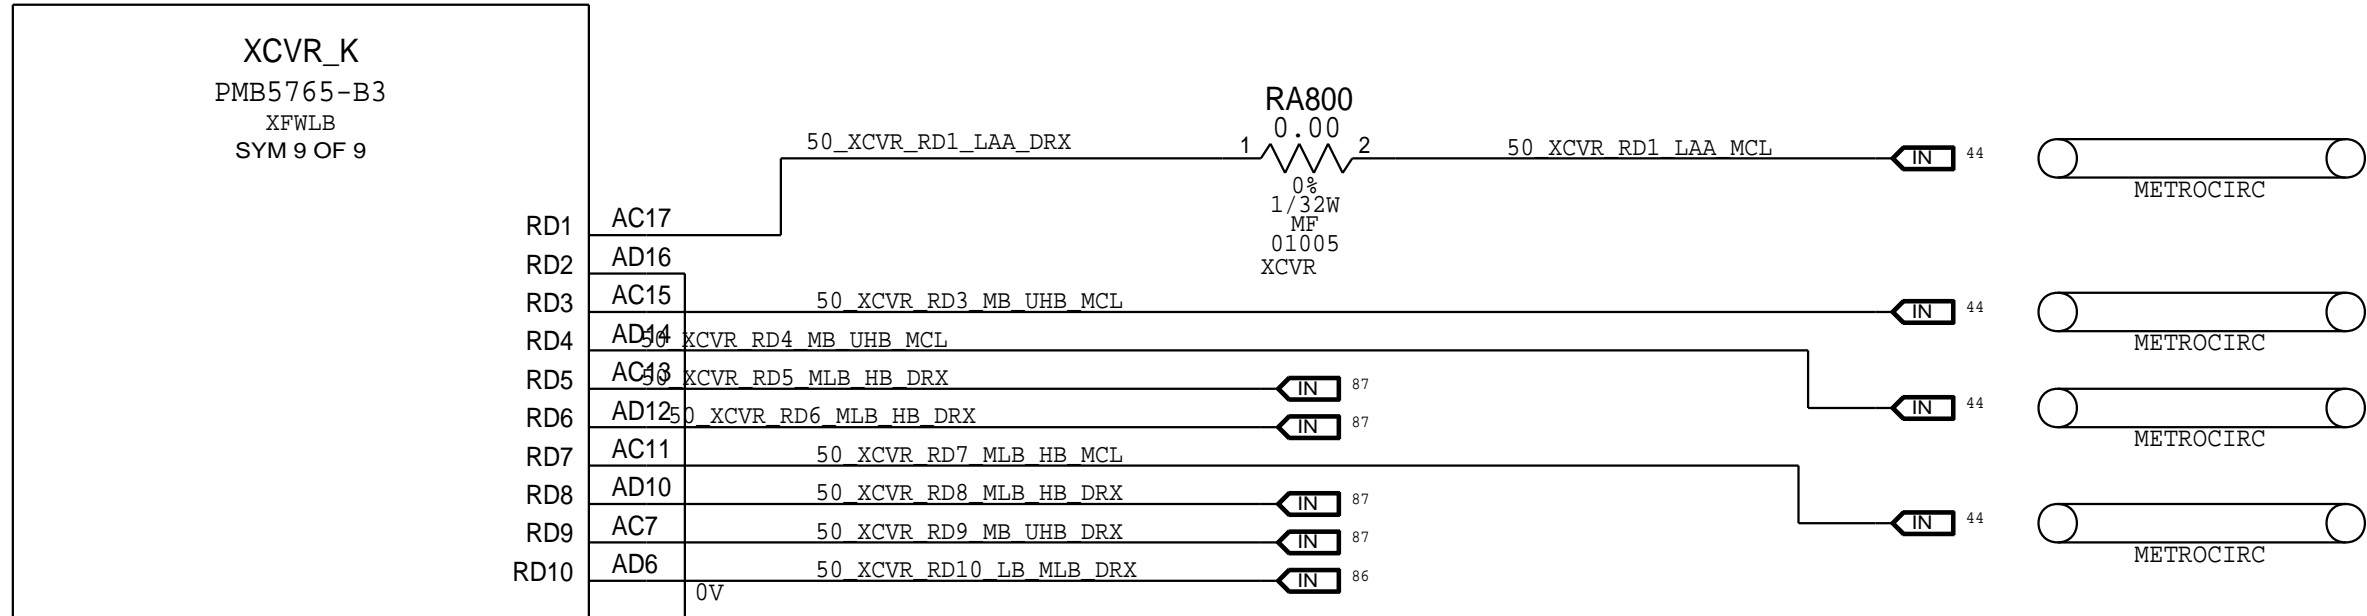 XCVR_K
PMB5765-B3
XFWLB
SYM 9 OF 9
RA800
0.00
50_XCVR_RD1_LAA_DRX 1 2 50_XCVR_RD1_LAA_MCL IN 44
0%
1/32W
MF
01005
XCVR
METROCIRC
RD1 AC17
RD2 AD16
RD3 AC15 50_XCVR_RD3_MB_UHB_MCL IN 44
METROCIRC
RD4 AD14 50_XCVR_RD4_MB_UHB_MCL
RD5 AC13 50_XCVR_RD5_MLB_HB_DRX IN 87
IN 44
METROCIRC
RD6 AD12 50_XCVR_RD6_MLB_HB_DRX IN 87
RD7 AC11 50_XCVR_RD7_MLB_HB_MCL
RD8 AD10 50_XCVR_RD8_MLB_HB_DRX IN 87
IN 44
METROCIRC
RD9 AC7 50_XCVR_RD9_MB_UHB_DRX IN 87
RD10 AD6 50_XCVR_RD10_LB_MLB_DRX IN 86
0V